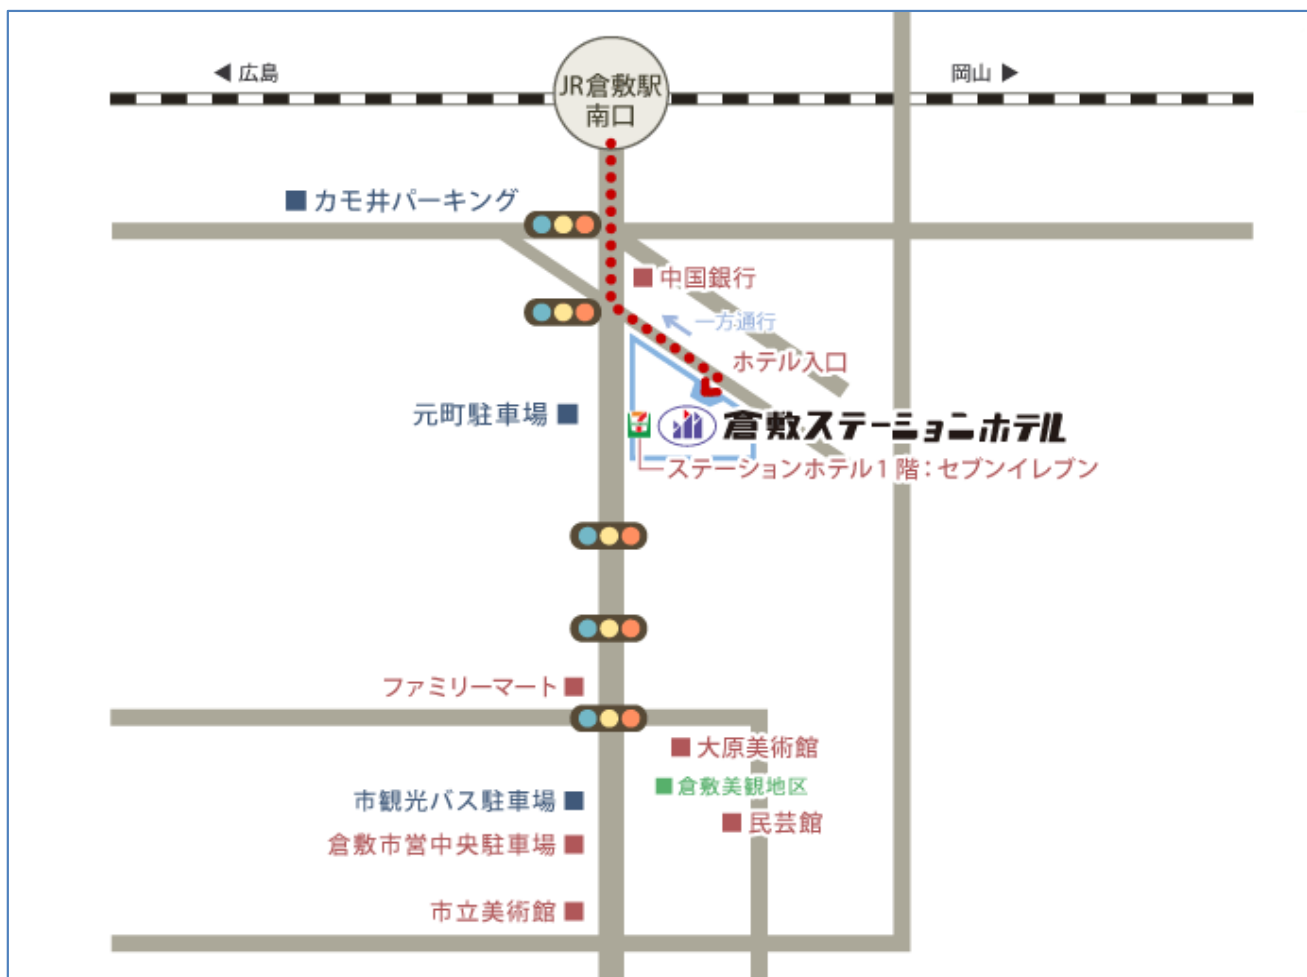 広島
岡山
JR倉敷駅
南口
カモ井パーキング
中国銀行
一方通行
ホテル入口
元町駐車場
7
倉敷ステーションホテル
ステーションホテル1階：セブンイレブン
ファミリーマート
大原美術館
倉敷美観地区
市観光バス駐車場
民芸館
倉敷市営中央駐車場
市立美術館